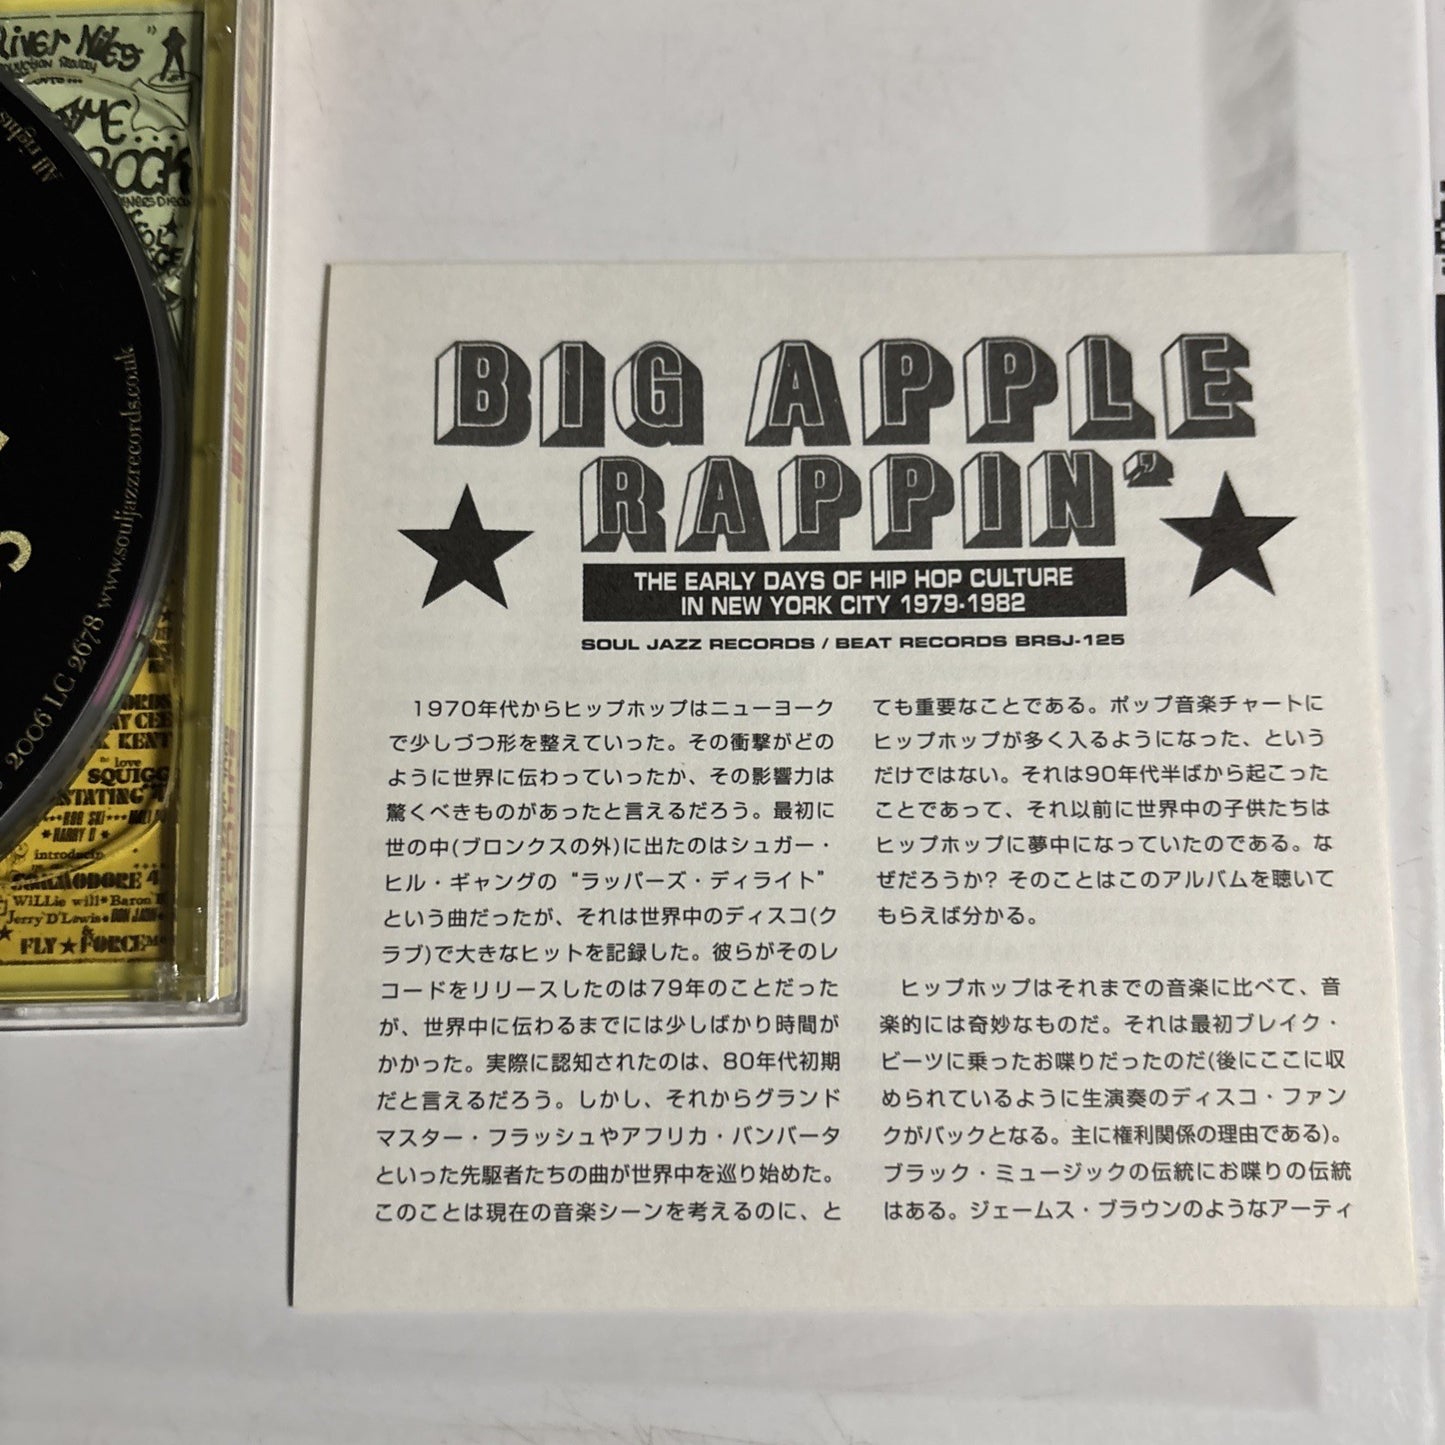 River Nites"
All rights
www.souljazzrecords.co.uk
2006 LC 2678
love
SQUIGG
STATING
KENT
HARRY D ★
COMMODORE 4
WiLLie will★Baron
Jerry D'Lewis●DON JASON
&
FLY★FORCE
BIG APPLE
RAPPIN'
THE EARLY DAYS OF HIP HOP CULTURE
IN NEW YORK CITY 1979-1982
SOUL JAZZ RECORDS / BEAT RECORDS BRSJ-125
1970年代からヒップホップはニューヨーク
で少しづつ形を整えていった。その衝撃がどの
ように世界に伝わっていったか、その影響力は
驚くべきものがあったと言えるだろう。最初に
世の中(ブロンクスの外)に出たのはシュガー・
ヒル・ギャングの“ラッパーズ・ディライト”
という曲だったが、それは世界中のディスコ(ク
ラブ)で大きなヒットを記録した。彼らがそのレ
コードをリリースしたのは79年のことだった
が、世界中に伝わるまでには少しばかり時間が
かかった。実際に認知されたのは、80年代初期
だと言えるだろう。しかし、それからグランド
マスター・フラッシュやアフリカ・バンバータ
といった先駆者たちの曲が世界中を巡り始めた。
このことは現在の音楽シーンを考えるのに、と
ても重要なことである。ポップ音楽チャートに
ヒップホップが多く入るようになった、という
だけではない。それは90年代半ばから起こった
ことであって、それ以前に世界中の子供たちは
ヒップホップに夢中になっていたのである。な
ぜだろうか? そのことはこのアルバムを聴いて
もらえば分かる。
ヒップホップはそれまでの音楽に比べて、音
楽的には奇妙なものだ。それは最初ブレイク・
ビーツに乗ったお喋りだったのだ(後にここに収
められているように生演奏のディスコ・ファン
クがバックとなる。主に権利関係の理由である)。
ブラック・ミュージックの伝統にお喋りの伝統
はある。ジェームス・ブラウンのようなアーティ